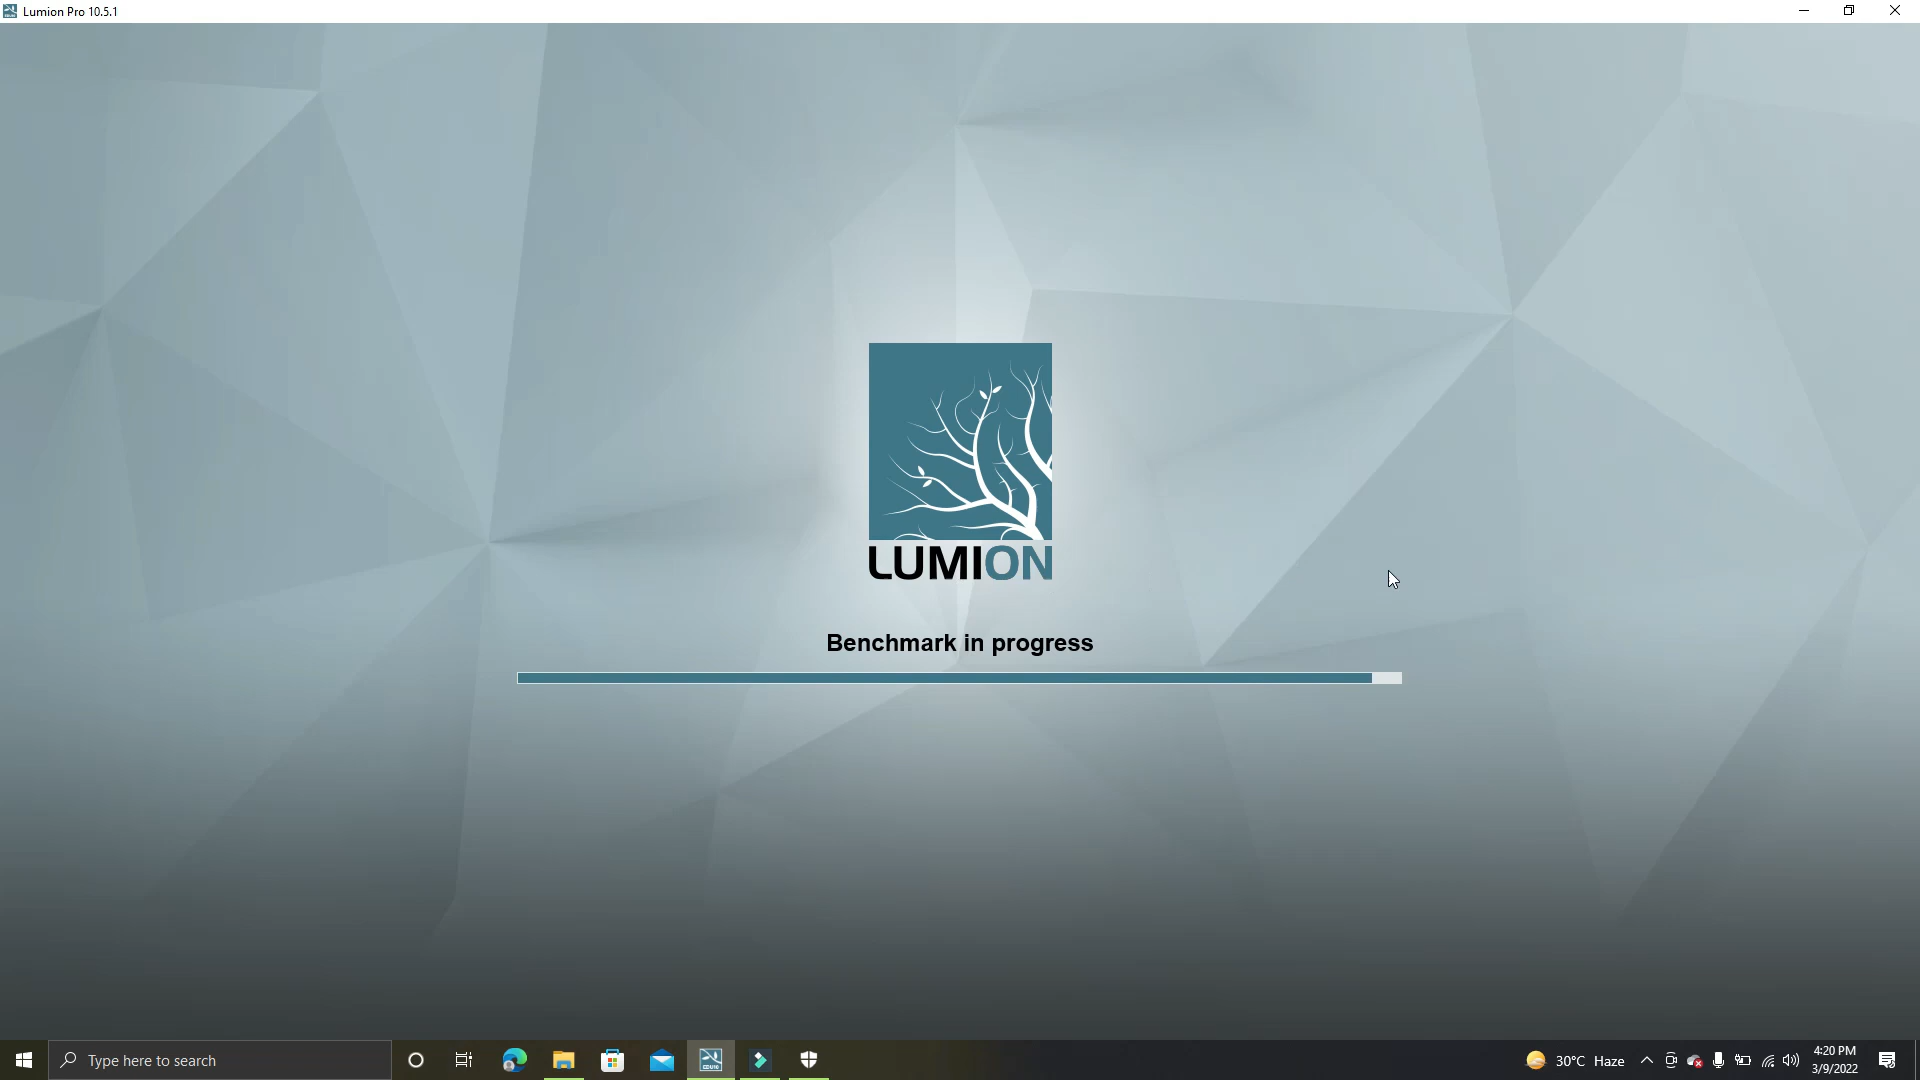 Lumion Pro 10.5.1
LUMION
Benchmark in progress
Type here to search
30°C Haze
4:20 PM
3/9/2022